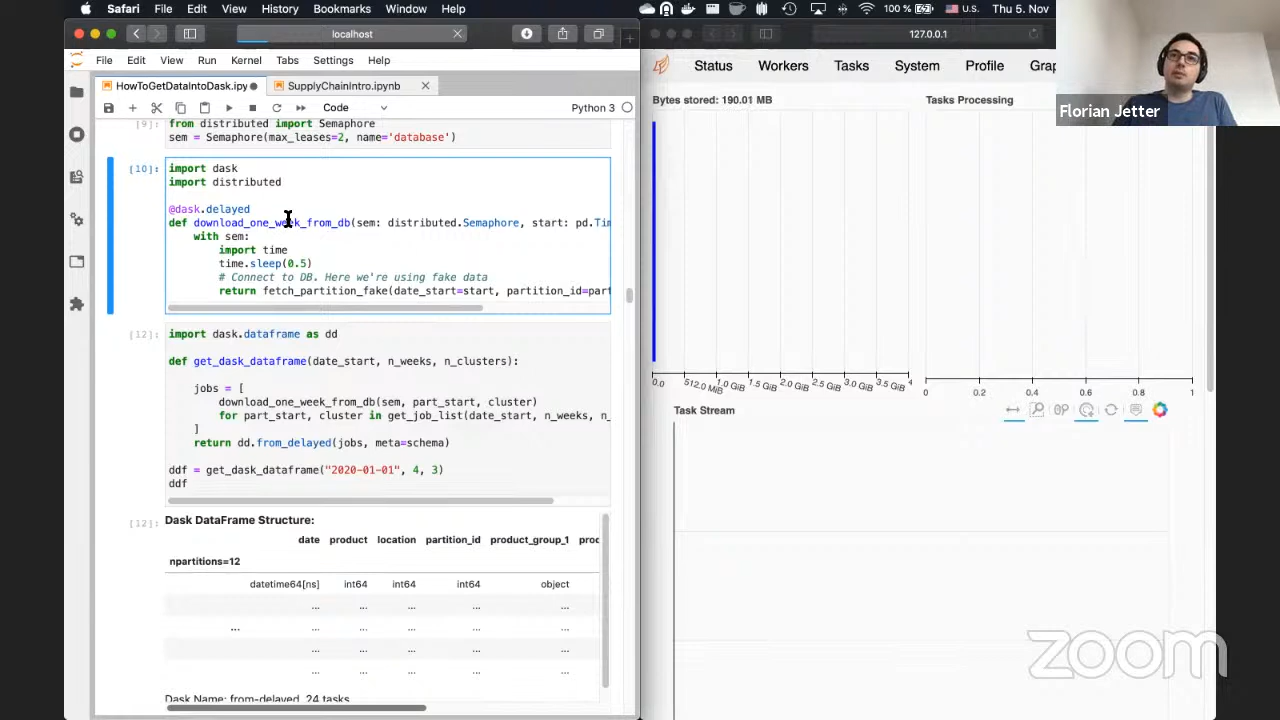 Safari File Edit View History Bookmarks Window Help
100 % U.S. Thu 5. Nov
localhost
127.0.0.1
File Edit View Run Kernel Tabs Settings Help
HowToGetDataIntoDask.ipy
SupplyChainIntro.ipynb
Code
Python 3
[9]:
from distributed import Semaphore
sem = Semaphore(max_leases=2, name='database')
[10]:
import dask
import distributed
@dask.delayed
def download_one_week_from_db(sem: distributed.Semaphore, start: pd.Tim
with sem:
import time
time.sleep(0.5)
# Connect to DB. Here we're using fake data
return fetch_partition_fake(date_start=start, partition_id=part
[12]:
import dask.dataframe as dd
def get_dask_dataframe(date_start, n_weeks, n_clusters):
jobs = [
download_one_week_from_db(sem, part_start, cluster)
for part_start, cluster in get_job_list(date_start, n_weeks, n_
]
return dd.from_delayed(jobs, meta=schema)
ddf = get_dask_dataframe("2020-01-01", 4, 3)
ddf
[12]:
Dask DataFrame Structure:
date product location partition_id product_group_1 prod
npartitions=12
datetime64[ns] int64 int64 int64 object
... ... ... ... ...
... ... ... ... ... ...
... ... ... ... ...
... ... ... ... ...
Dask Name: from-delayed, 24 tasks
Status Workers Tasks System Profile Grap
Florian Jetter
Bytes stored: 190.01 MB
Tasks Processing
0.0 512.0 MiB 1.0 GiB 1.5 GiB 2.0 GiB 2.5 GiB 3.0 GiB 3.5 GiB 4
0 0.2 0.4 0.6 0.8 1
Task Stream
zoom